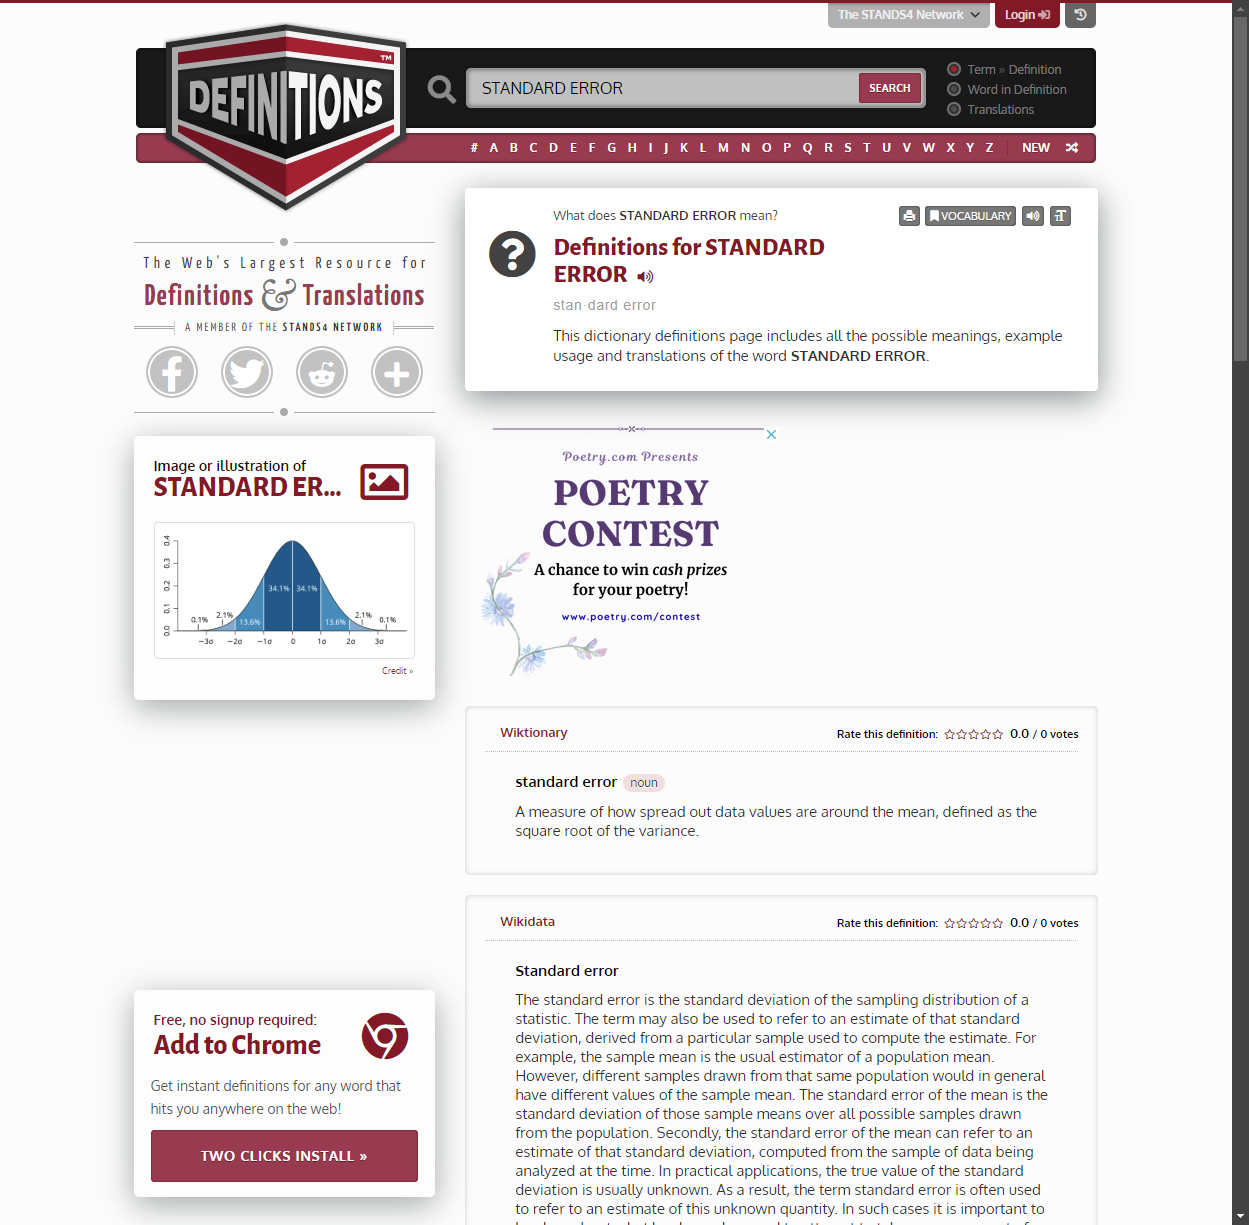 The STANDS4 Network
Login
DEFINITIONS
TM
STANDARD ERROR
SEARCH
Term » Definition
Word in Definition
Translations
# A B C D E F G H I J K L M N O P Q R S T U V W X Y Z NEW
The Web's Largest Resource for
Definitions & Translations
A MEMBER OF THE STANDS4 NETWORK
What does STANDARD ERROR mean?
VOCABULARY
Definitions for STANDARD
ERROR
stan·dard error
This dictionary definitions page includes all the possible meanings, example
usage and translations of the word STANDARD ERROR.
Image or illustration of
STANDARD ER...
0.4
0.3
0.2
0.1
0.0
34.1% 34.1%
0.1% 2.1% 13.6% 13.6% 2.1% 0.1%
−3σ −2σ −1σ 0 1σ 2σ 3σ
Credit »
Poetry.com Presents
POETRY
CONTEST
A chance to win cash prizes
for your poetry!
www.poetry.com/contest
Wiktionary
Rate this definition: 0.0 / 0 votes
standard error noun
A measure of how spread out data values are around the mean, defined as the
square root of the variance.
Wikidata
Rate this definition: 0.0 / 0 votes
Standard error
The standard error is the standard deviation of the sampling distribution of a
statistic. The term may also be used to refer to an estimate of that standard
deviation, derived from a particular sample used to compute the estimate. For
example, the sample mean is the usual estimator of a population mean.
However, different samples drawn from that same population would in general
have different values of the sample mean. The standard error of the mean is the
standard deviation of those sample means over all possible samples drawn
from the population. Secondly, the standard error of the mean can refer to an
estimate of that standard deviation, computed from the sample of data being
analyzed at the time. In practical applications, the true value of the standard
deviation is usually unknown. As a result, the term standard error is often used
to refer to an estimate of this unknown quantity. In such cases it is important to
Free, no signup required:
Add to Chrome
Get instant definitions for any word that
hits you anywhere on the web!
TWO CLICKS INSTALL »